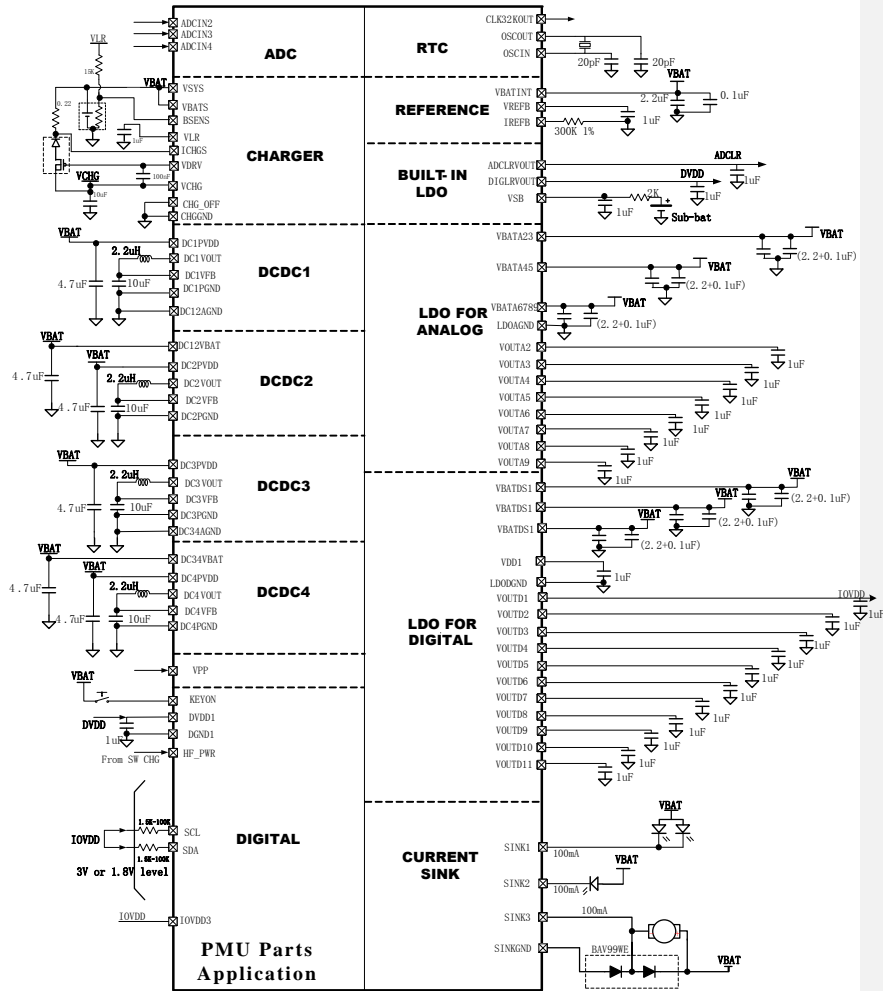 ADCIN2
ADCIN3
ADCIN4
ADC
VLR
15K
VBAT
VSYS
VBATS
0.22
BSENS
VLR
1uF
ICHGS
VDRV
CHARGER
100nF
VCHG
VCHG
10uF
CHG_OFF
CHGGND
VBAT
DC1PVDD
2.2uH
DC1VOUT
DC1VFB
DCDC1
4.7uF
10uF
DC1PGND
DC12AGND
VBAT
DC12VBAT
VBAT
DC2PVDD
4.7uF
2.2uH
DC2VOUT
DCDC2
DC2VFB
4.7uF
10uF
DC2PGND
VBAT
DC3PVDD
2.2uH
DC3VOUT
DCDC3
DC3VFB
4.7uF
10uF
DC3PGND
DC34AGND
VBAT
DC34VBAT
VBAT
DC4PVDD
4.7uF
2.2uH
DC4VOUT
DCDC4
DC4VFB
4.7uF
10uF
DC4PGND
VPP
VBAT
KEYON
DVDD
DVDD1
1uF
DGND1
From SW CHG
HF_PWR
1.5K-100K
SCL
IOVDD
DIGITAL
SDA
1.5K-100K
3V or 1.8V level
IOVDD
IOVDD3
PMU Parts
Application
RTC
CLK32KOUT
OSCOUT
OSCIN
20pF
20pF
REFERENCE
VBATINT
VBAT
2.2uF
0.1uF
VREFB
IREFB
1uF
300K 1%
BUILT-IN
LDO
ADCLRVOUT
ADCLR
1uF
DIGLRVOUT
DVDD
1uF
VSB
1uF
2K
Sub-bat
LDO FOR
ANALOG
VBATA23
VBAT
(2.2+0.1uF)
VBATA45
VBAT
(2.2+0.1uF)
VBATA6789
VBAT
LDOAGND
(2.2+0.1uF)
VOUTA2
1uF
VOUTA3
1uF
VOUTA4
1uF
VOUTA5
1uF
VOUTA6
1uF
VOUTA7
1uF
VOUTA8
1uF
VOUTA9
1uF
LDO FOR
DIGITAL
VBATDS1
VBAT
(2.2+0.1uF)
VBATDS1
VBAT
(2.2+0.1uF)
VBATDS1
VBAT
(2.2+0.1uF)
VDD1
1uF
LDODGND
VOUTD1
IOVDD
1uF
VOUTD2
1uF
VOUTD3
1uF
VOUTD4
1uF
VOUTD5
1uF
VOUTD6
1uF
VOUTD7
1uF
VOUTD8
1uF
VOUTD9
1uF
VOUTD10
1uF
VOUTD11
1uF
CURRENT
SINK
VBAT
SINK1
100mA
VBAT
SINK2
100mA
SINK3
100mA
SINKGND
BAV99WE
VBAT